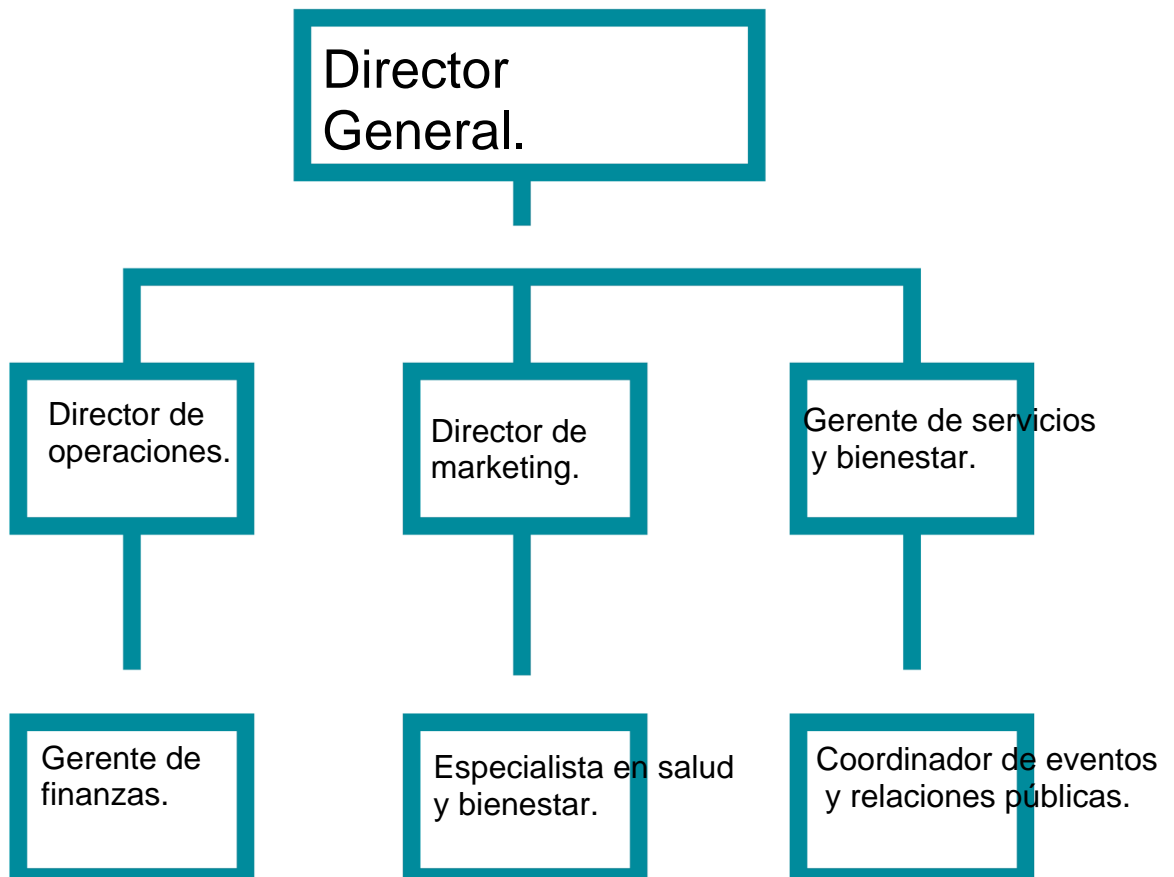 Director
General.
Director de
operaciones.
Director de
marketing.
Gerente de servicios
y bienestar.
Gerente de
finanzas.
Especialista en salud
y bienestar.
Coordinador de eventos
y relaciones públicas.